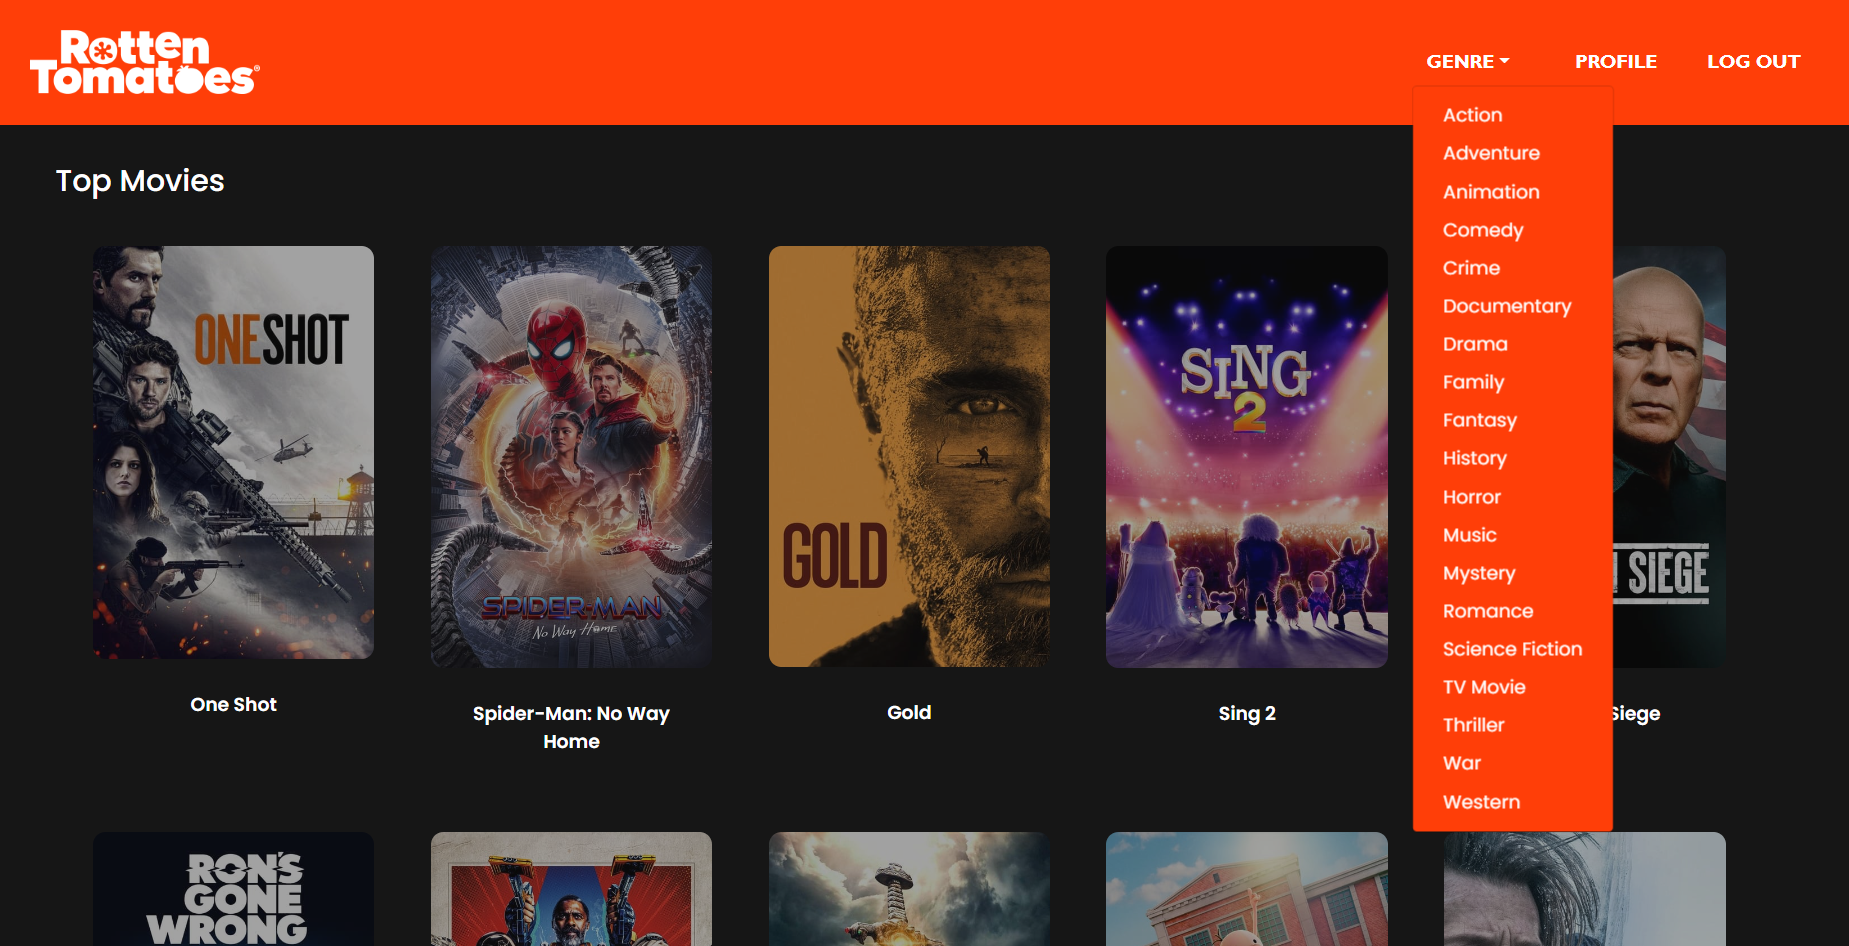 Rotten
Tomatoes®
GENRE
PROFILE
LOG OUT
Action
Adventure
Animation
Comedy
Crime
Documentary
Drama
Family
Fantasy
History
Horror
Music
Mystery
Romance
Science Fiction
TV Movie
Thriller
War
Western
Top Movies
ONE SHOT
SPIDER-MAN
No Way Home
GOLD
SING
2
SIEGE
One Shot
Spider-Man: No Way
Home
Gold
Sing 2
Siege
RON'S
GONE
WRONG